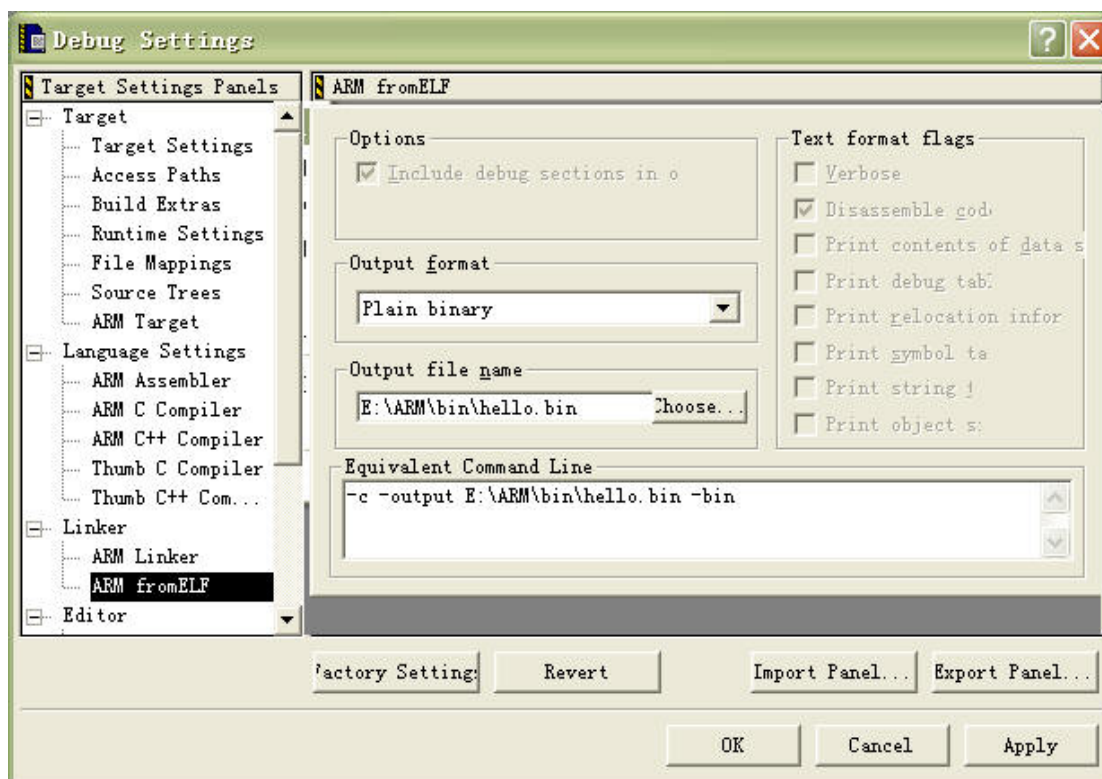 Debug Settings
Target Settings Panels
Target
Target Settings
Access Paths
Build Extras
Runtime Settings
File Mappings
Source Trees
ARM Target
Language Settings
ARM Assembler
ARM C Compiler
ARM C++ Compiler
Thumb C Compiler
Thumb C++ Com...
Linker
ARM Linker
ARM fromELF
Editor
ARM fromELF
Options
Include debug sections in o
Output format
Plain binary
Output file name
E:\ARM\bin\hello.bin Choose...
Text format flags
Verbose
Disassemble cod
Print contents of data s
Print debug tab
Print relocation infor
Print symbol ta
Print string
Print object s
Equivalent Command Line
-c -output E:\ARM\bin\hello.bin -bin
actory Setting Revert Import Panel... Export Panel...
OK Cancel Apply